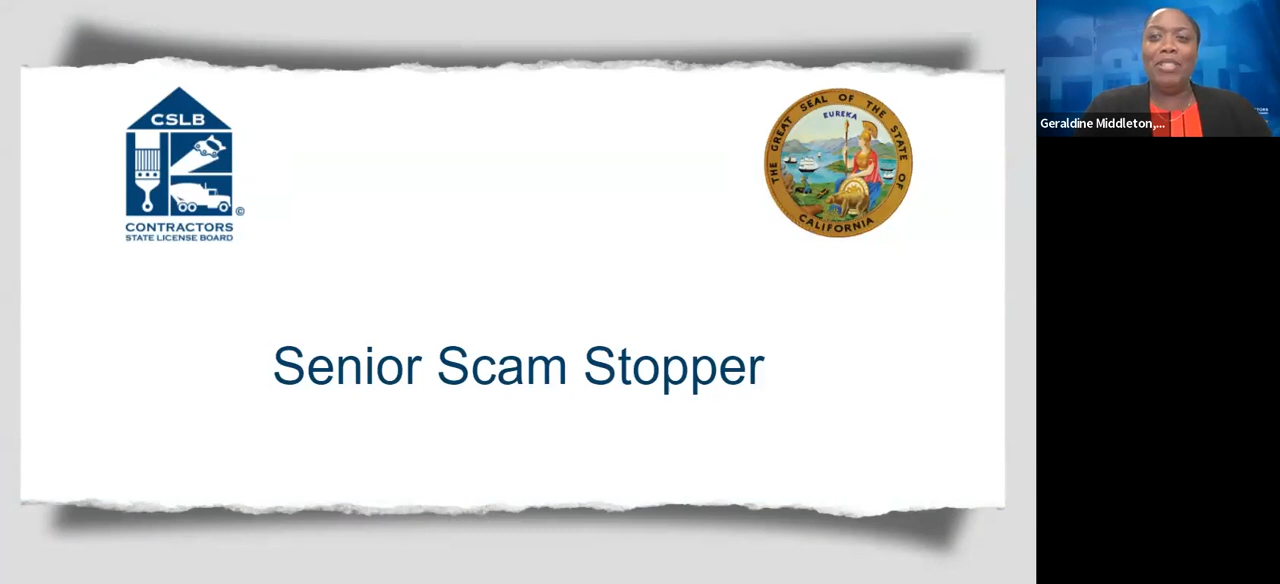 CSLB
©
CONTRACTORS
STATE LICENSE BOARD
THE GREAT SEAL OF THE STATE OF CALIFORNIA
EUREKA
Senior Scam Stopper
Geraldine Middleton,...